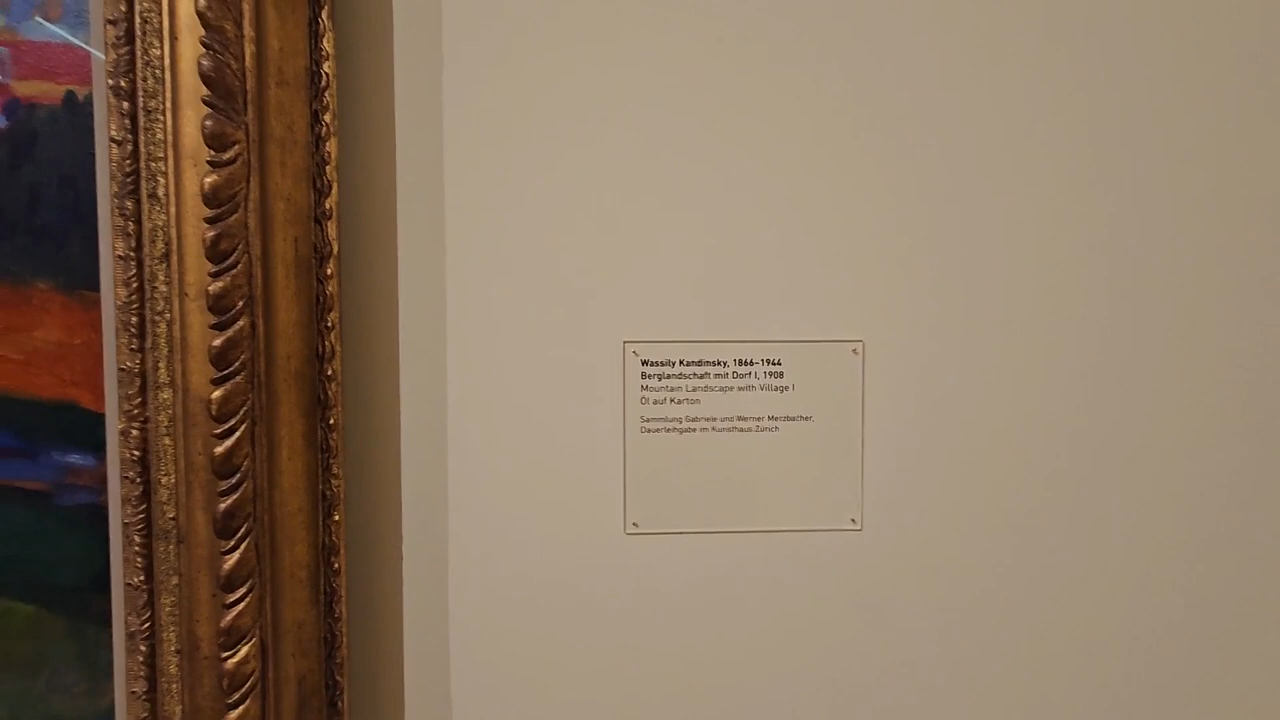 Wassily Kandinsky, 1866–1944
Berglandschaft mit Dorf I, 1908
Mountain Landscape with Village I
Öl auf Karton
Sammlung Gabriele und Werner Merzbacher,
Dauerleihgabe im Kunsthaus Zürich